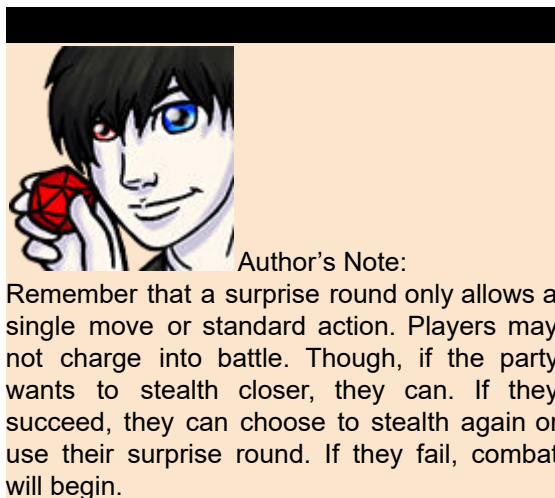 Author's Note:
Remember that a surprise round only allows a
single move or standard action. Players may
not charge into battle. Though, if the party
wants to stealth closer, they can. If they
succeed, they can choose to stealth again or
use their surprise round. If they fail, combat
will begin.